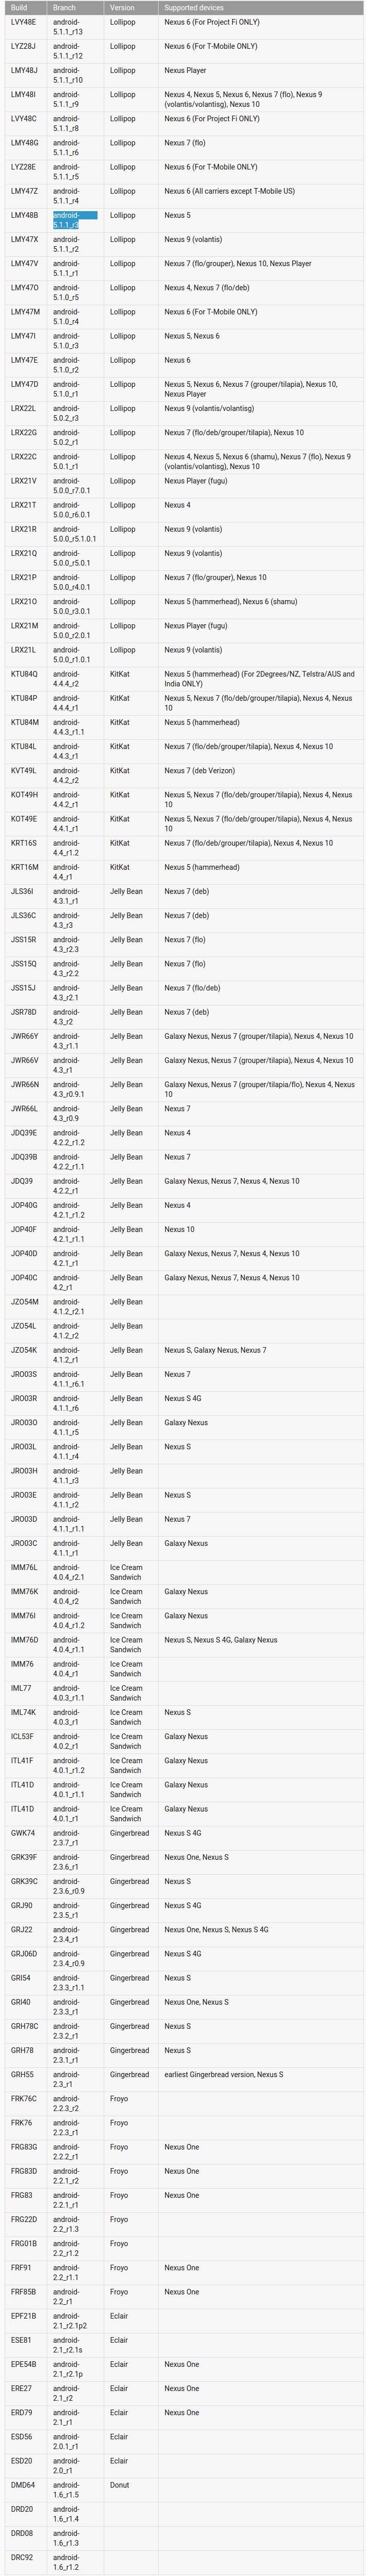 Build Branch Version Supported devices
LVY48E android- Lollipop Nexus 6 (For Project Fi ONLY)
5.1.1_r13
LYZ28J android- Lollipop Nexus 6 (For T-Mobile ONLY)
5.1.1_r12
LMY48J android- Lollipop Nexus Player
5.1.1_r10
LMY48I android- Lollipop Nexus 4, Nexus 5, Nexus 6, Nexus 7 (flo), Nexus 9
5.1.1_r9 (volantis/volantisg), Nexus 10
LVY48C android- Lollipop Nexus 6 (For Project Fi ONLY)
5.1.1_r8
LMY48G android- Lollipop Nexus 7 (flo)
5.1.1_r6
LYZ28E android- Lollipop Nexus 6 (For T-Mobile ONLY)
5.1.1_r5
LMY47Z android- Lollipop Nexus 6 (All carriers except T-Mobile US)
5.1.1_r4
LMY48B android- Lollipop Nexus 5
5.1.1_r3
LMY47X android- Lollipop Nexus 9 (volantis)
5.1.1_r2
LMY47V android- Lollipop Nexus 7 (flo/grouper), Nexus 10, Nexus Player
5.1.1_r1
LMY47O android- Lollipop Nexus 4, Nexus 7 (flo/deb)
5.1.0_r5
LMY47M android- Lollipop Nexus 6 (For T-Mobile ONLY)
5.1.0_r4
LMY47I android- Lollipop Nexus 5, Nexus 6
5.1.0_r3
LMY47E android- Lollipop Nexus 6
5.1.0_r2
LMY47D android- Lollipop Nexus 5, Nexus 6, Nexus 7 (grouper/tilapia), Nexus 10,
5.1.0_r1 Nexus Player
LRX22L android- Lollipop Nexus 9 (volantis/volantisg)
5.0.2_r3
LRX22G android- Lollipop Nexus 7 (flo/deb/grouper/tilapia), Nexus 10
5.0.2_r1
LRX22C android- Lollipop Nexus 4, Nexus 5, Nexus 6 (shamu), Nexus 7 (flo), Nexus 9
5.0.1_r1 (volantis/volantisg), Nexus 10
LRX21V android- Lollipop Nexus Player (fugu)
5.0.0_r7.0.1
LRX21T android- Lollipop Nexus 4
5.0.0_r6.0.1
LRX21R android- Lollipop Nexus 9 (volantis)
5.0.0_r5.1.0.1
LRX21Q android- Lollipop Nexus 9 (volantis)
5.0.0_r5.0.1
LRX21P android- Lollipop Nexus 7 (flo/grouper), Nexus 10
5.0.0_r4.0.1
LRX21O android- Lollipop Nexus 5 (hammerhead), Nexus 6 (shamu)
5.0.0_r3.0.1
LRX21M android- Lollipop Nexus Player (fugu)
5.0.0_r2.0.1
LRX21L android- Lollipop Nexus 9 (volantis)
5.0.0_r1.0.1
KTU84Q android- KitKat Nexus 5 (hammerhead) (For 2Degrees/NZ, Telstra/AUS and
4.4.4_r2 India ONLY)
KTU84P android- KitKat Nexus 5, Nexus 7 (flo/deb/grouper/tilapia), Nexus 4, Nexus
4.4.4_r1 10
KTU84M android- KitKat Nexus 5 (hammerhead)
4.4.3_r1.1
KTU84L android- KitKat Nexus 7 (flo/deb/grouper/tilapia), Nexus 4, Nexus 10
4.4.3_r1
KVT49L android- KitKat Nexus 7 (deb Verizon)
4.4.2_r2
KOT49H android- KitKat Nexus 5, Nexus 7 (flo/deb/grouper/tilapia), Nexus 4, Nexus
4.4.2_r1 10
KOT49E android- KitKat Nexus 5, Nexus 7 (flo/deb/grouper/tilapia), Nexus 4, Nexus
4.4.1_r1 10
KRT16S android- KitKat Nexus 7 (flo/deb/grouper/tilapia), Nexus 4, Nexus 10
4.4_r1.2
KRT16M android- KitKat Nexus 5 (hammerhead)
4.4_r1
JLS36I android- Jelly Bean Nexus 7 (deb)
4.3.1_r1
JLS36C android- Jelly Bean Nexus 7 (deb)
4.3_r3
JSS15R android- Jelly Bean Nexus 7 (flo)
4.3_r2.3
JSS15Q android- Jelly Bean Nexus 7 (flo)
4.3_r2.2
JSS15J android- Jelly Bean Nexus 7 (flo/deb)
4.3_r2.1
JSR78D android- Jelly Bean Nexus 7 (deb)
4.3_r2
JWR66Y android- Jelly Bean Galaxy Nexus, Nexus 7 (grouper/tilapia), Nexus 4, Nexus 10
4.3_r1.1
JWR66V android- Jelly Bean Galaxy Nexus, Nexus 7 (grouper/tilapia), Nexus 4, Nexus 10
4.3_r1
JWR66N android- Jelly Bean Galaxy Nexus, Nexus 7 (grouper/tilapia/flo), Nexus 4, Nexus
4.3_r0.9.1 10
JWR66L android- Jelly Bean Nexus 7
4.3_r0.9
JDQ39E android- Jelly Bean Nexus 4
4.2.2_r1.2
JDQ39B android- Jelly Bean Nexus 7
4.2.2_r1.1
JDQ39 android- Jelly Bean Galaxy Nexus, Nexus 7, Nexus 4, Nexus 10
4.2.2_r1
JOP40G android- Jelly Bean Nexus 4
4.2.1_r1.2
JOP40F android- Jelly Bean Nexus 10
4.2.1_r1.1
JOP40D android- Jelly Bean Galaxy Nexus, Nexus 7, Nexus 4, Nexus 10
4.2.1_r1
JOP40C android- Jelly Bean Galaxy Nexus, Nexus 7, Nexus 4, Nexus 10
4.2_r1
JZO54M android- Jelly Bean
4.1.2_r2.1
JZO54L android- Jelly Bean
4.1.2_r2
JZO54K android- Jelly Bean Nexus S, Galaxy Nexus, Nexus 7
4.1.2_r1
JRO03S android- Jelly Bean Nexus 7
4.1.1_r6.1
JRO03R android- Jelly Bean Nexus S 4G
4.1.1_r6
JRO03O android- Jelly Bean Galaxy Nexus
4.1.1_r5
JRO03L android- Jelly Bean Nexus S
4.1.1_r4
JRO03H android- Jelly Bean
4.1.1_r3
JRO03E android- Jelly Bean Nexus S
4.1.1_r2
JRO03D android- Jelly Bean Nexus 7
4.1.1_r1.1
JRO03C android- Jelly Bean Galaxy Nexus
4.1.1_r1
IMM76L android- Ice Cream
4.0.4_r2.1 Sandwich
IMM76K android- Ice Cream Galaxy Nexus
4.0.4_r2 Sandwich
IMM76I android- Ice Cream Galaxy Nexus
4.0.4_r1.2 Sandwich
IMM76D android- Ice Cream Nexus S, Nexus S 4G, Galaxy Nexus
4.0.4_r1.1 Sandwich
IMM76 android- Ice Cream
4.0.4_r1 Sandwich
IML77 android- Ice Cream
4.0.3_r1.1 Sandwich
IML74K android- Ice Cream Nexus S
4.0.3_r1 Sandwich
ICL53F android- Ice Cream Galaxy Nexus
4.0.2_r1 Sandwich
ITL41F android- Ice Cream Galaxy Nexus
4.0.1_r1.2 Sandwich
ITL41D android- Ice Cream Galaxy Nexus
4.0.1_r1.1 Sandwich
ITL41D android- Ice Cream Galaxy Nexus
4.0.1_r1 Sandwich
GWK74 android- Gingerbread Nexus S 4G
2.3.7_r1
GRK39F android- Gingerbread Nexus One, Nexus S
2.3.6_r1
GRK39C android- Gingerbread Nexus S
2.3.6_r0.9
GRJ90 android- Gingerbread Nexus S 4G
2.3.5_r1
GRJ22 android- Gingerbread Nexus One, Nexus S, Nexus S 4G
2.3.4_r1
GRJ06D android- Gingerbread Nexus S 4G
2.3.4_r0.9
GRI54 android- Gingerbread Nexus S
2.3.3_r1.1
GRI40 android- Gingerbread Nexus One, Nexus S
2.3.3_r1
GRH78C android- Gingerbread Nexus S
2.3.2_r1
GRH78 android- Gingerbread Nexus S
2.3.1_r1
GRH55 android- Gingerbread earliest Gingerbread version, Nexus S
2.3_r1
FRK76C android- Froyo
2.2.3_r2
FRK76 android- Froyo
2.2.3_r1
FRG83G android- Froyo Nexus One
2.2.2_r1
FRG83D android- Froyo Nexus One
2.2.1_r2
FRG83 android- Froyo Nexus One
2.2.1_r1
FRG22D android- Froyo
2.2_r1.3
FRG01B android- Froyo
2.2_r1.2
FRF91 android- Froyo Nexus One
2.2_r1.1
FRF85B android- Froyo Nexus One
2.2_r1
EPF21B android- Eclair
2.1_r2.1p2
ESE81 android- Eclair
2.1_r2.1s
EPE54B android- Eclair Nexus One
2.1_r2.1p
ERE27 android- Eclair Nexus One
2.1_r2
ERD79 android- Eclair Nexus One
2.1_r1
ESD56 android- Eclair
2.0.1_r1
ESD20 android- Eclair
2.0_r1
DMD64 android- Donut
1.6_r1.5
DRD20 android-
1.6_r1.4
DRD08 android-
1.6_r1.3
DRC92 android-
1.6_r1.2